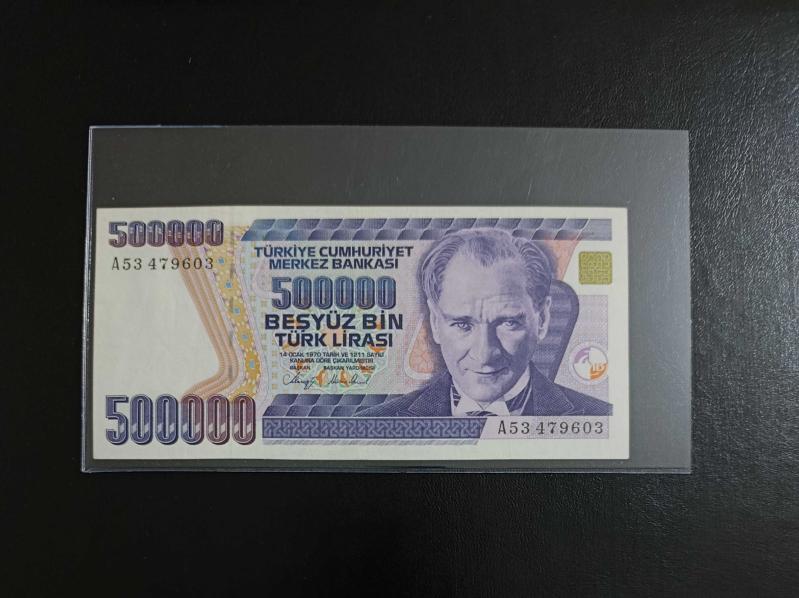 500000
A53 479603
TÜRKİYE CUMHURİYET
MERKEZ BANKASI
500000
BEŞYÜZ BİN
TÜRK LİRASI
14 OCAK 1970 TARİH VE 1211 SAYILI
KANUNA GÖRE ÇIKARILMIŞTIR.
BAŞKAN BAŞKAN YARDIMCISI
500000
A53 479603